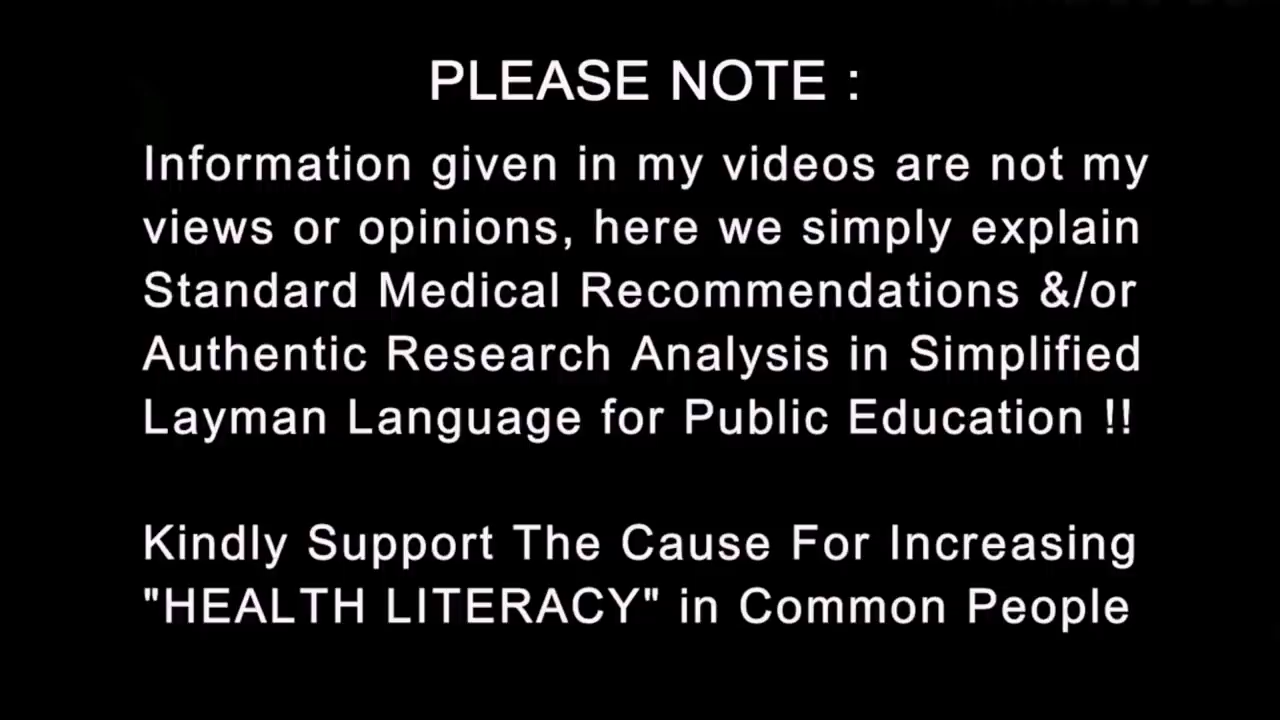 PLEASE NOTE :
Information given in my videos are not my
views or opinions, here we simply explain
Standard Medical Recommendations &/or
Authentic Research Analysis in Simplified
Layman Language for Public Education !!
Kindly Support The Cause For Increasing
"HEALTH LITERACY" in Common People